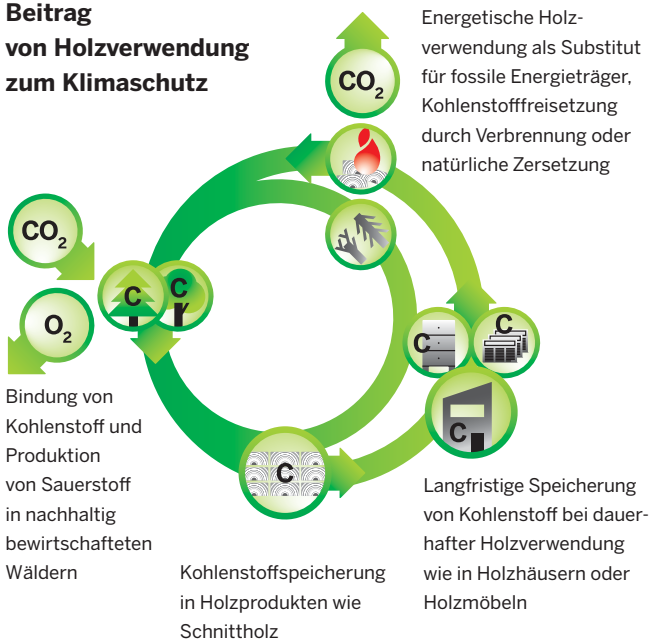 Beitrag
von Holzverwendung
zum Klimaschutz
Energetische Holz-
verwendung als Substitut
für fossile Energieträger,
Kohlenstofffreisetzung
durch Verbrennung oder
natürliche Zersetzung
CO₂
CO₂
O₂
C
C
C
C
C
C
Bindung von
Kohlenstoff und
Produktion
von Sauerstoff
in nachhaltig
bewirtschafteten
Wäldern
Kohlenstoffspeicherung
in Holzprodukten wie
Schnittholz
Langfristige Speicherung
von Kohlenstoff bei dauer-
hafter Holzverwendung
wie in Holzhäusern oder
Holzmöbeln